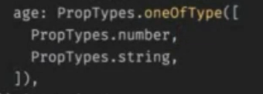 age: PropTypes.oneOfType([
PropTypes.number,
PropTypes.string,
]),